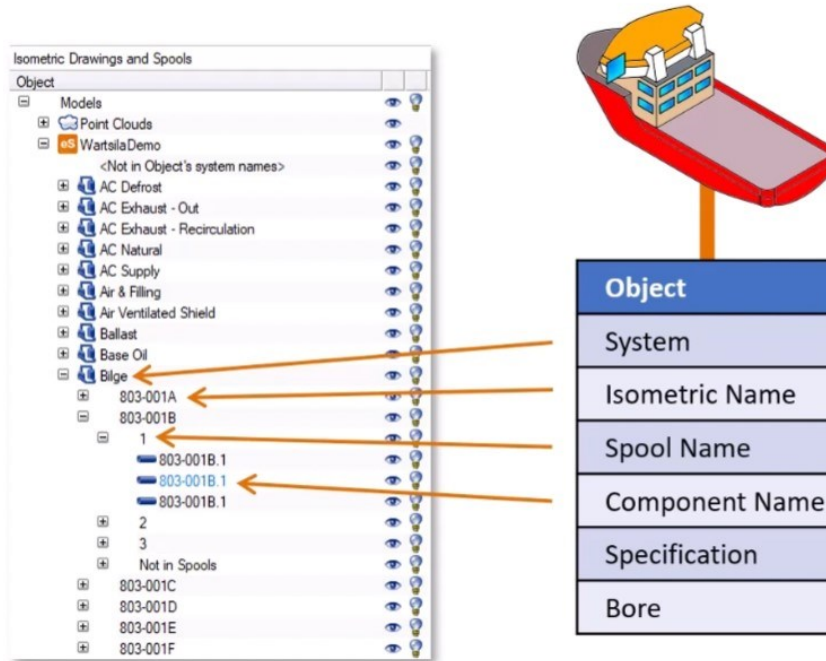 Isometric Drawings and Spools
Object
Models
Point Clouds
eS WartsilaDemo
<Not in Object's system names>
AC Defrost
AC Exhaust - Out
AC Exhaust - Recirculation
AC Natural
AC Supply
Air & Filling
Air Ventilated Shield
Ballast
Base Oil
Bilge
803-001A
803-001B
1
803-001B.1
803-001B.1
803-001B.1
2
3
Not in Spools
803-001C
803-001D
803-001E
803-001F
Object
System
Isometric Name
Spool Name
Component Name
Specification
Bore